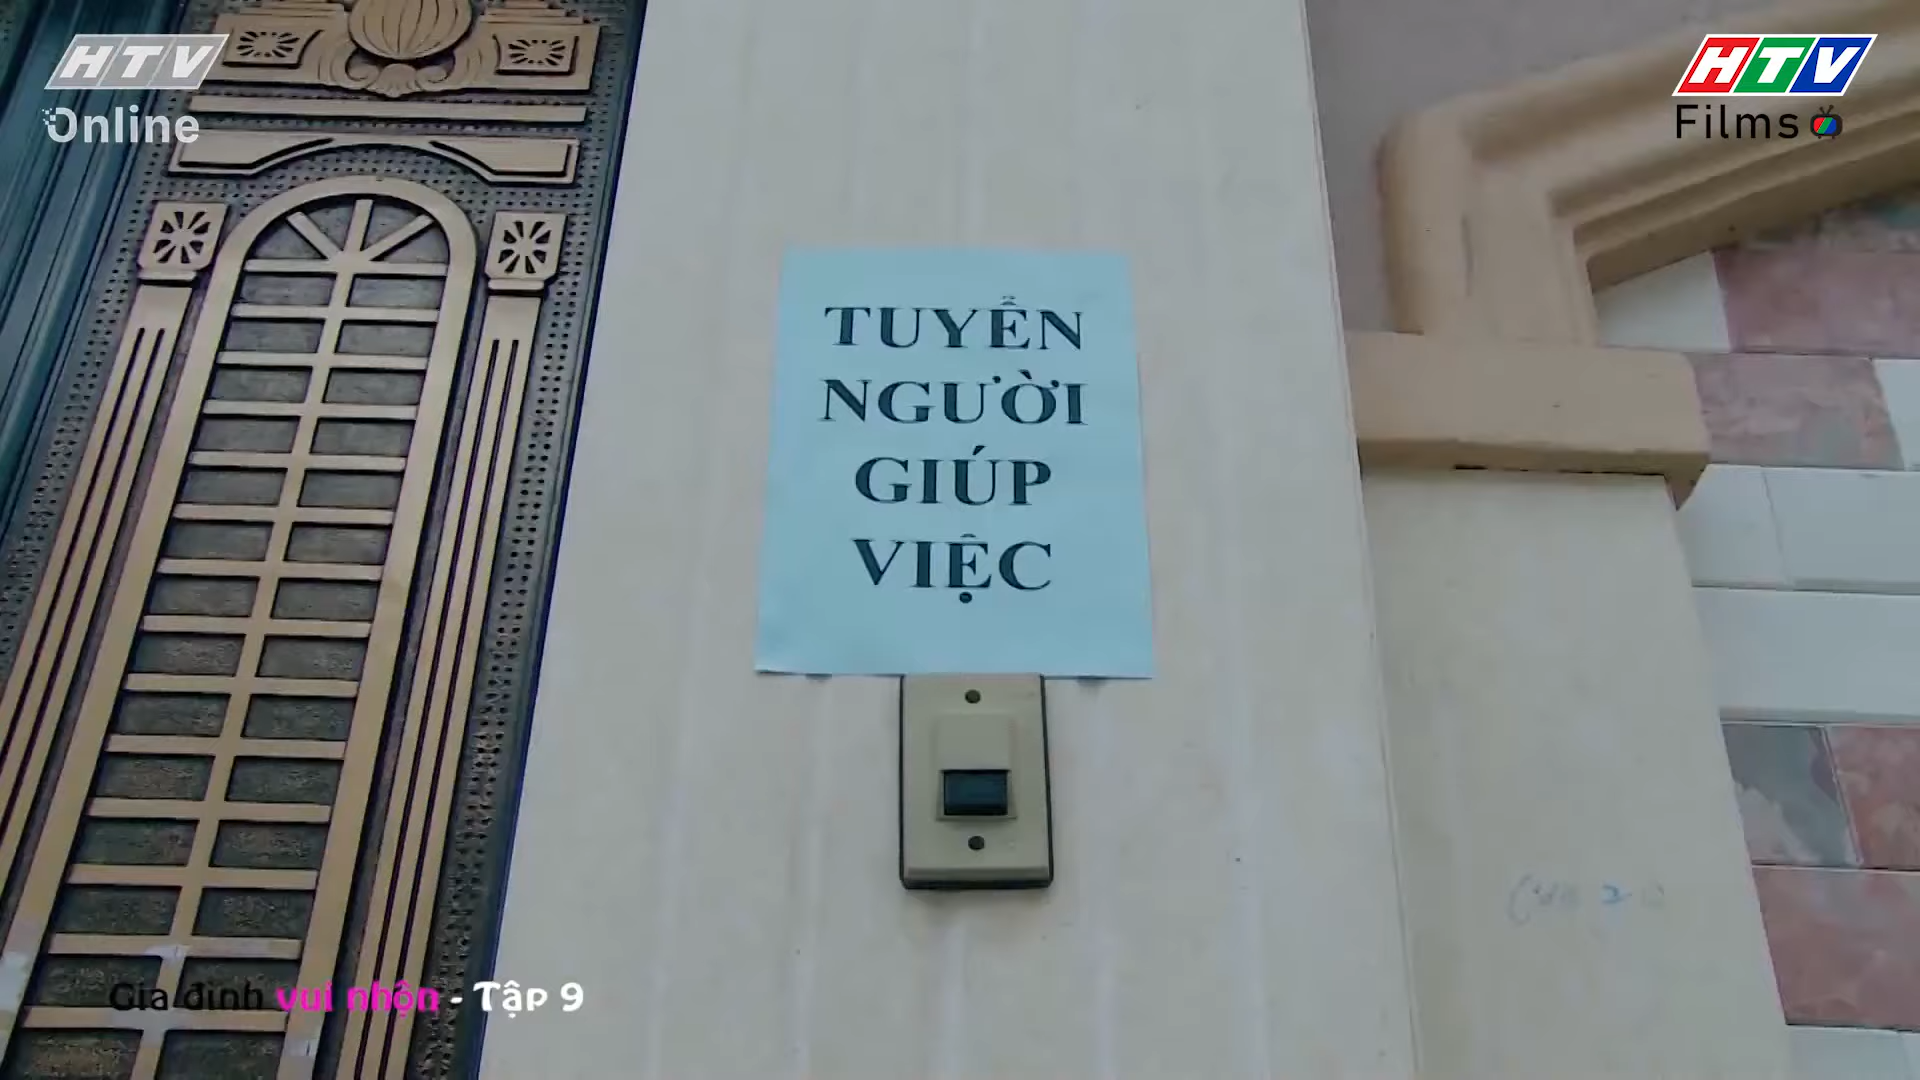 HTV
Online
HTV
Films
TUYỂN
NGƯỜI
GIÚP
VIỆC
Gia đình vui nhộn - Tập 9